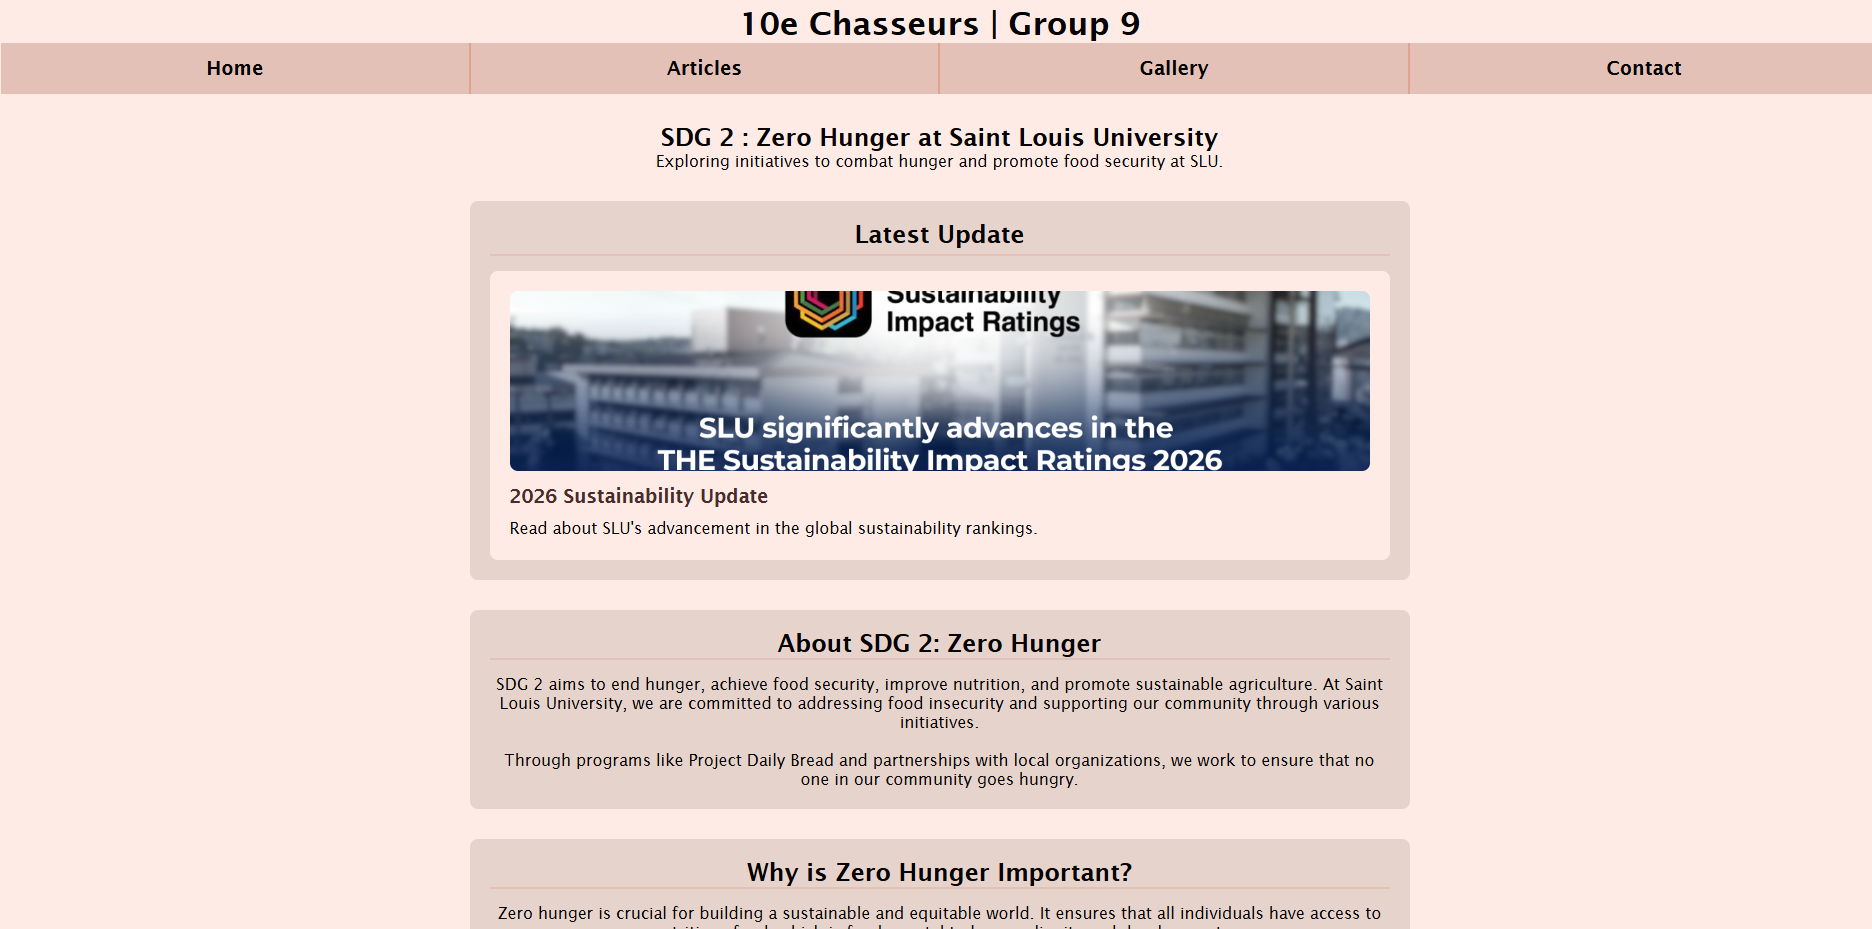 10e Chasseurs | Group 9
Home
Articles
Gallery
Contact
SDG 2 : Zero Hunger at Saint Louis University
Exploring initiatives to combat hunger and promote food security at SLU.
Latest Update
Sustainability
Impact Ratings
SLU significantly advances in the
THE Sustainability Impact Ratings 2026
2026 Sustainability Update
Read about SLU's advancement in the global sustainability rankings.
About SDG 2: Zero Hunger
SDG 2 aims to end hunger, achieve food security, improve nutrition, and promote sustainable agriculture. At Saint
Louis University, we are committed to addressing food insecurity and supporting our community through various
initiatives.
Through programs like Project Daily Bread and partnerships with local organizations, we work to ensure that no
one in our community goes hungry.
Why is Zero Hunger Important?
Zero hunger is crucial for building a sustainable and equitable world. It ensures that all individuals have access to